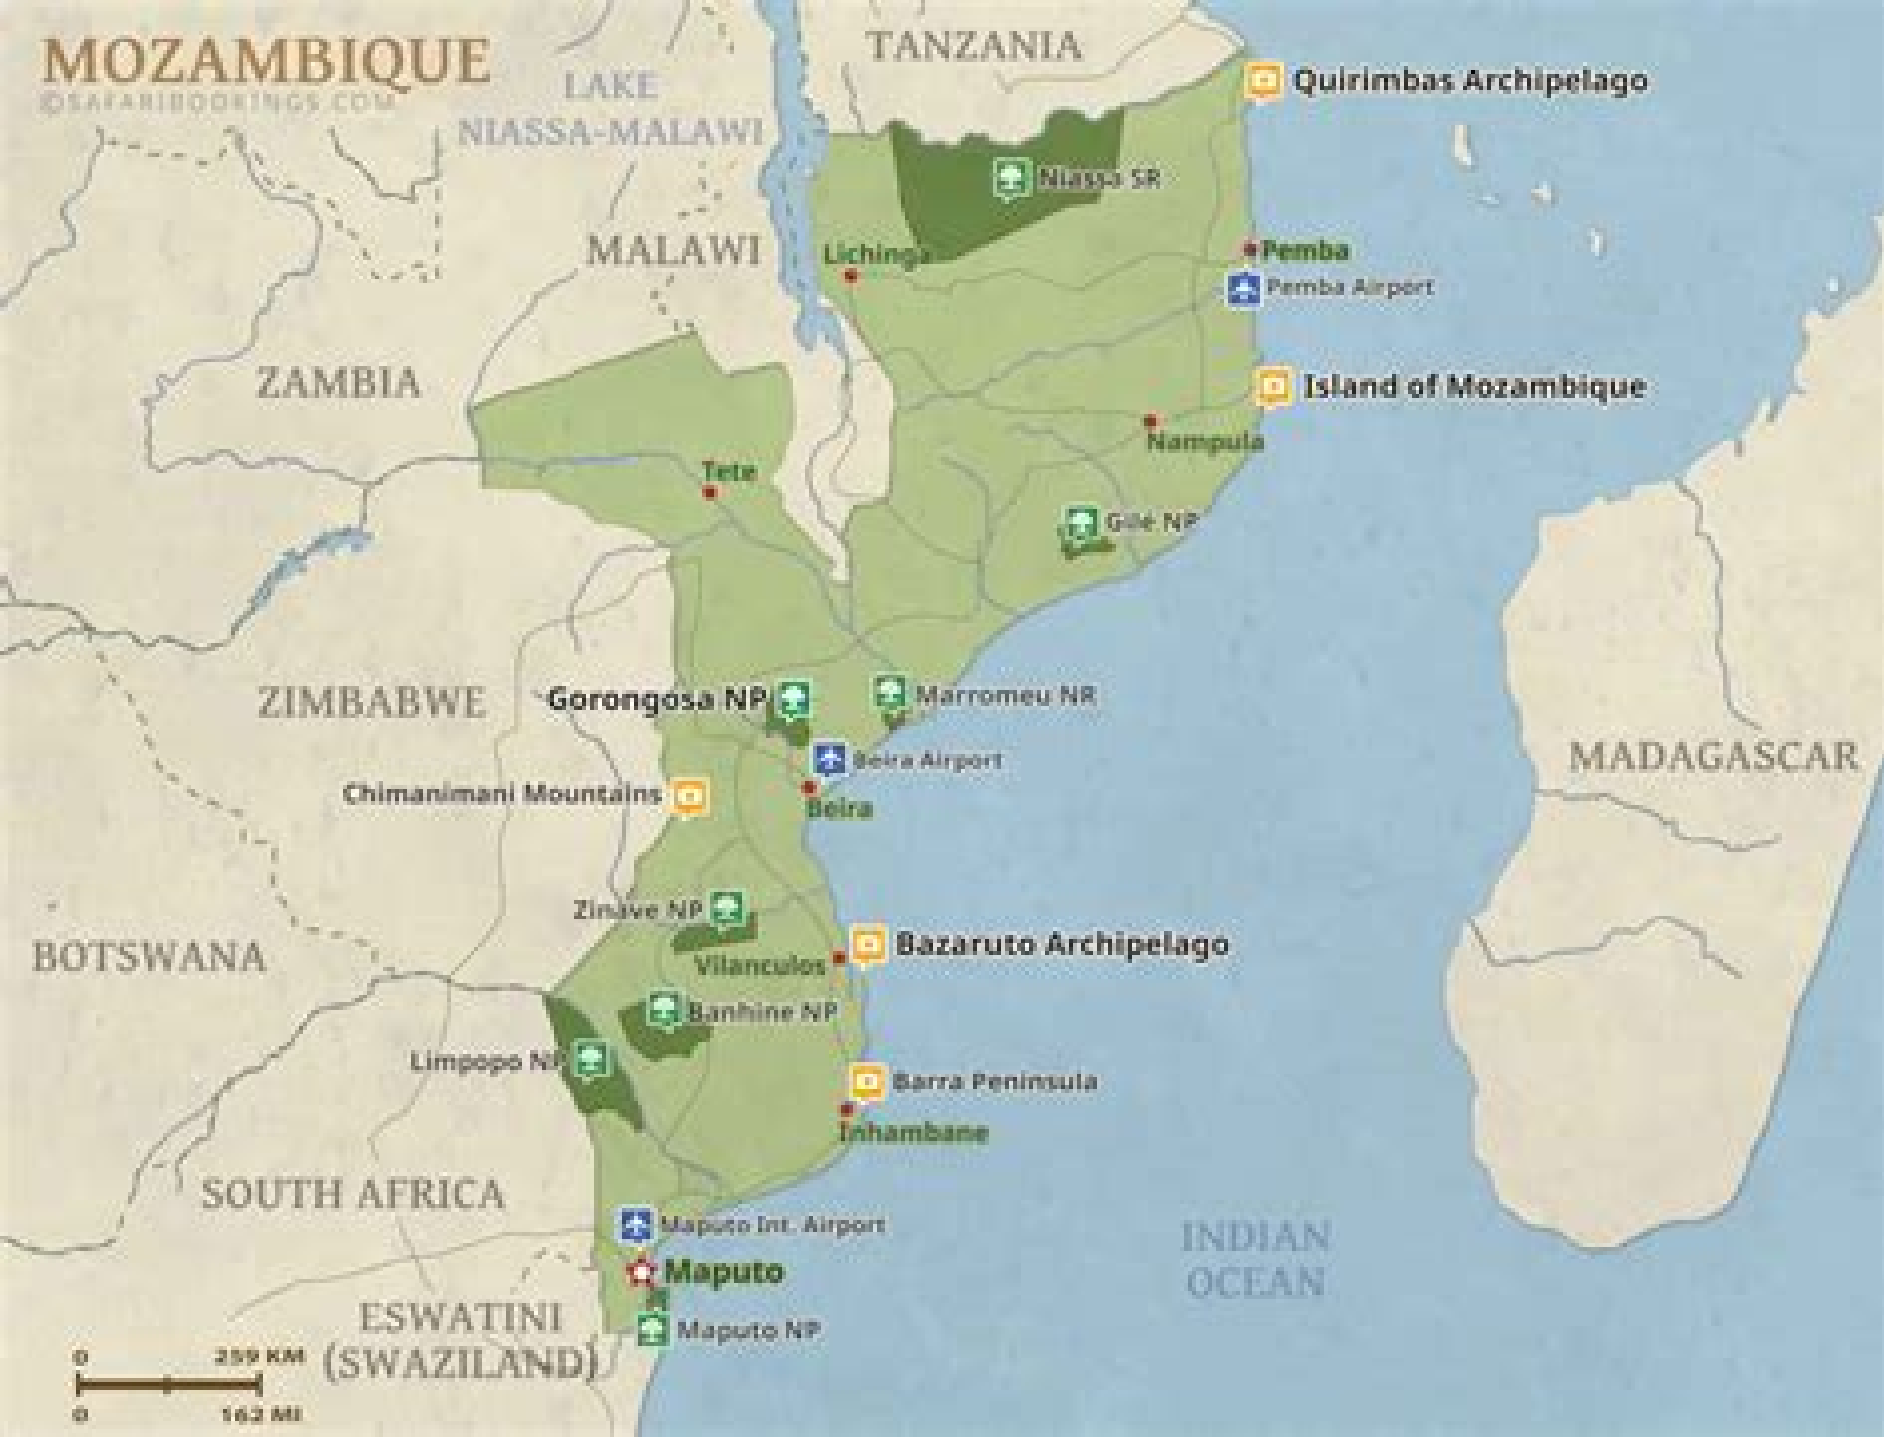 MOZAMBIQUE
©SAFARIBOOKINGS.COM
TANZANIA
Quirimbas Archipelago
LAKE
NIASSA-MALAWI
Niassa SR
MALAWI
Lichinga
Pemba
Pemba Airport
ZAMBIA
Island of Mozambique
Nampula
Tete
Gilé NP
ZIMBABWE
Gorongosa NP
Marromeu NR
MADAGASCAR
Beira Airport
Chimanimani Mountains
Beira
Zinave NP
BOTSWANA
Bazaruto Archipelago
Vilanculos
Banhine NP
Limpopo NP
Barra Peninsula
Inhambane
SOUTH AFRICA
Maputo Int. Airport
INDIAN
OCEAN
Maputo
ESWATINI
(SWAZILAND)
Maputo NP
0 259 KM
0 162 MI